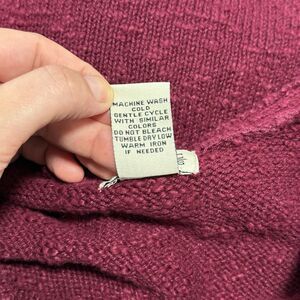 MACHINE WASH
COLD
GENTLE CYCLE
WITH SIMILAR
COLORS
DO NOT BLEACH
TUMBLE DRY LOW
WARM IRON
IF NEEDED